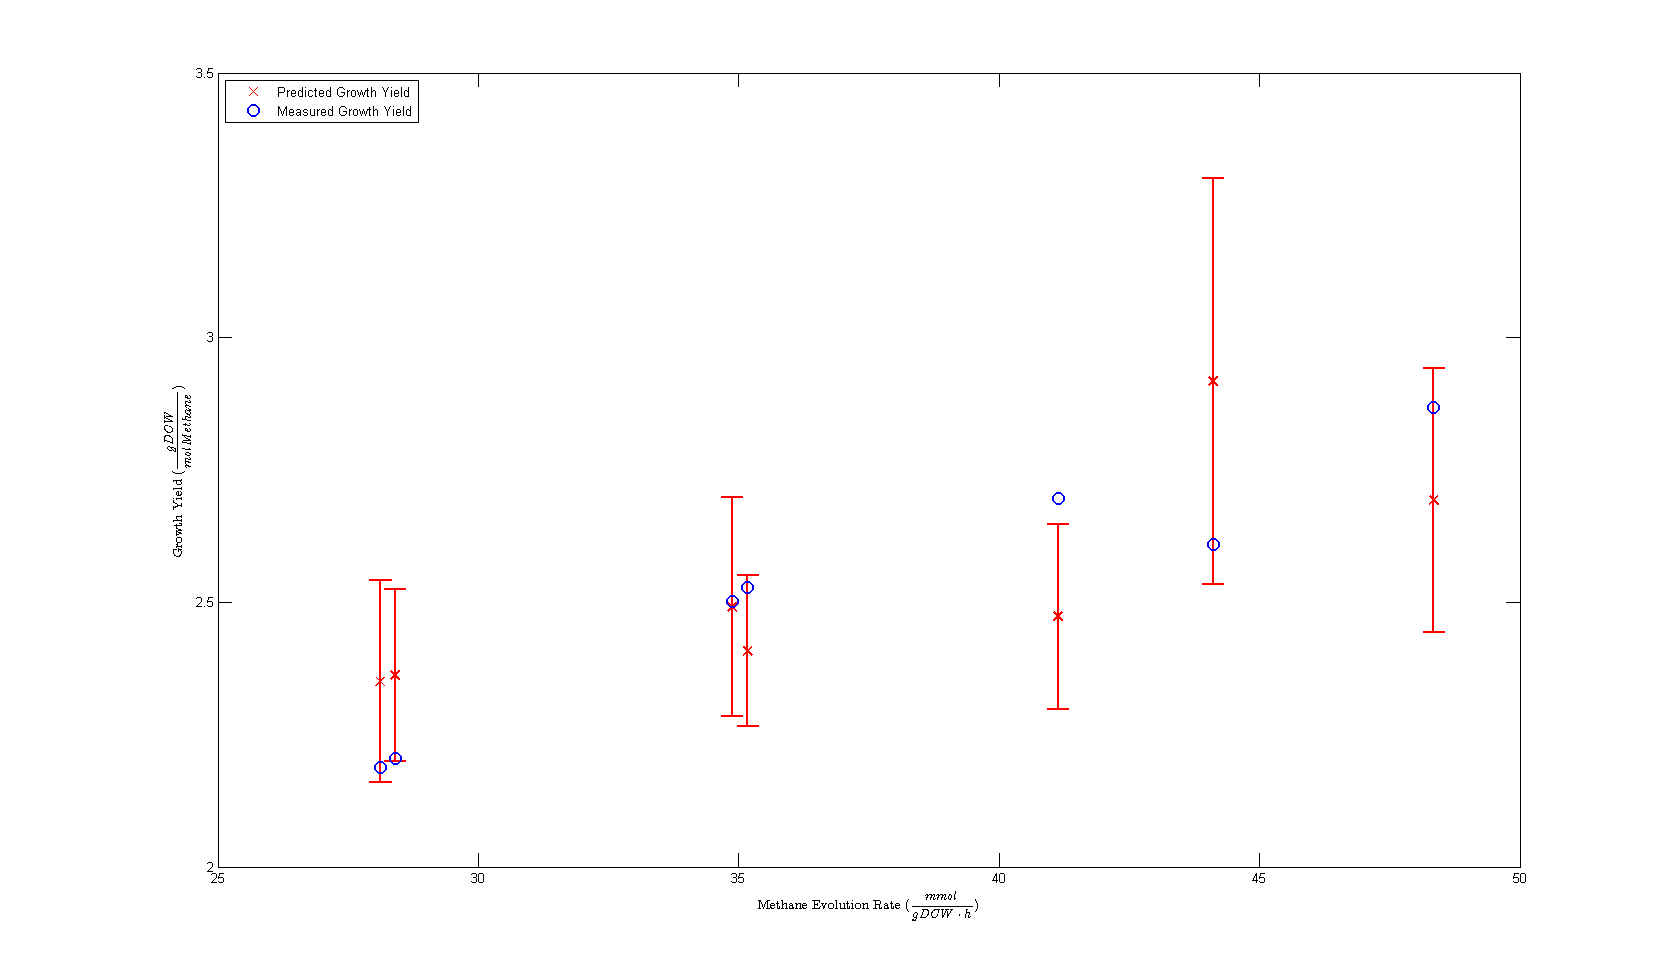 3.5
Predicted Growth Yield
Measured Growth Yield
3
Growth Yield (gDCW/molMethane)
2.5
2
25 30 35 40 45 50
Methane Evolution Rate (mmol/gDCW · h)